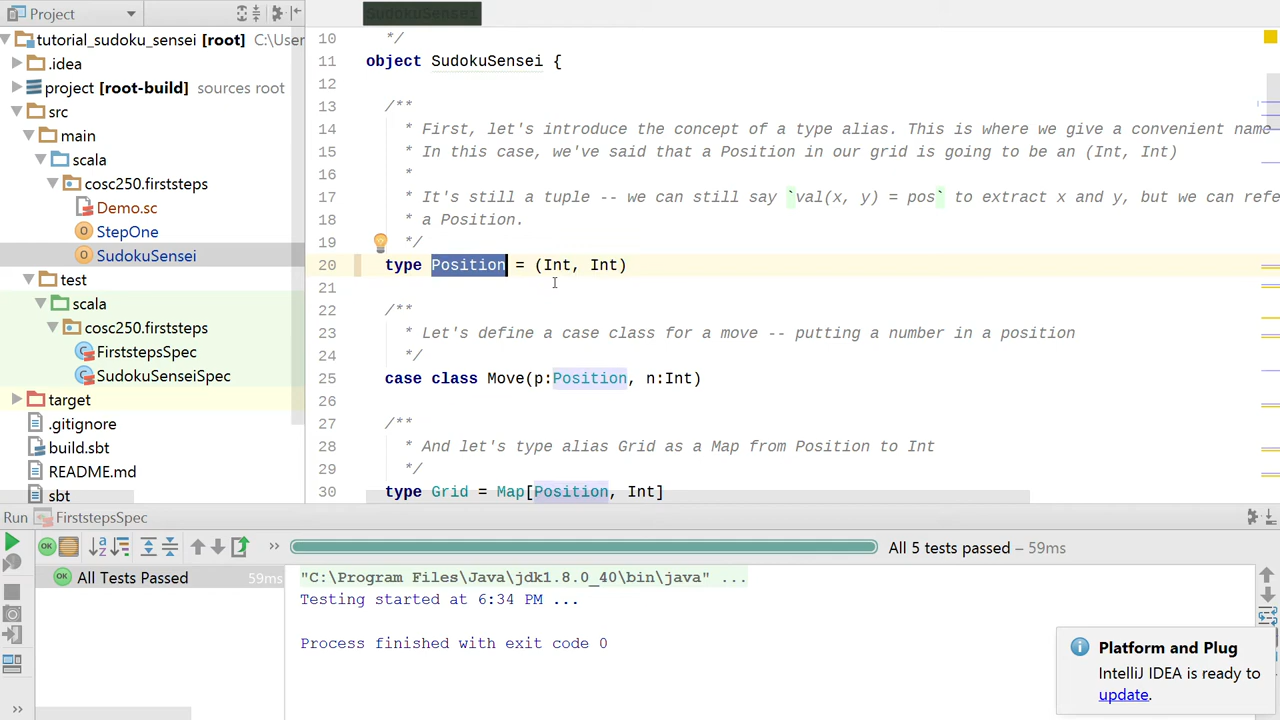 Project
SudokuSensei
tutorial_sudoku_sensei [root] C:\User
.idea
project [root-build] sources root
src
main
scala
cosc250.firststeps
Demo.sc
StepOne
SudokuSensei
test
scala
cosc250.firststeps
FirststepsSpec
SudokuSenseiSpec
target
.gitignore
build.sbt
README.md
sbt
10 */
11 object SudokuSensei {
12
13 /**
14 * First, let's introduce the concept of a type alias. This is where we give a convenient name
15 * In this case, we've said that a Position in our grid is going to be an (Int, Int)
16 *
17 * It's still a tuple -- we can still say `val(x, y) = pos` to extract x and y, but we can refe
18 * a Position.
19 */
20 type Position = (Int, Int)
21
22 /**
23 * Let's define a case class for a move -- putting a number in a position
24 */
25 case class Move(p:Position, n:Int)
26
27 /**
28 * And let's type alias Grid as a Map from Position to Int
29 */
30 type Grid = Map[Position, Int]
Run FirststepsSpec
OK >> All 5 tests passed – 59ms
OK All Tests Passed 59ms
"C:\Program Files\Java\jdk1.8.0_40\bin\java" ...
Testing started at 6:34 PM ...
Process finished with exit code 0
Platform and Plug
IntelliJ IDEA is ready to
update.
>>